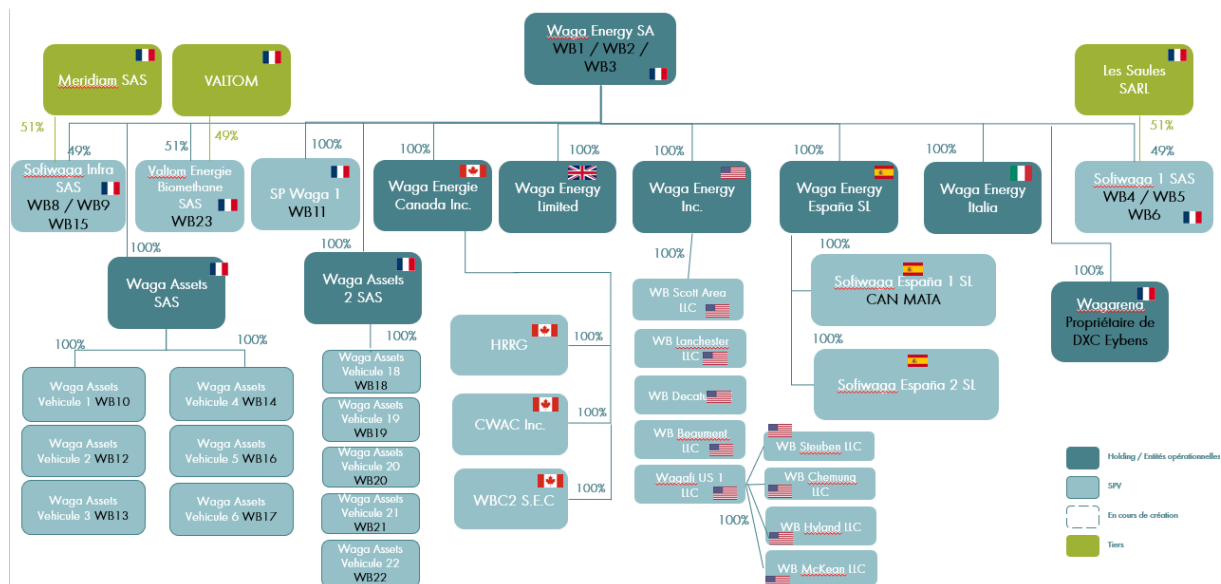 Waga Energy SA
WB1 / WB2 /
WB3
Meridiam SAS
VALTOM
Les Saules
SARL
51%
49%
51%
49%
100%
100%
100%
100%
100%
100%
51%
49%
Sofiwaga Infra
SAS
WB8 / WB9
WB15
Valtom Energie
Biomethane
SAS
WB23
SP Waga 1
WB11
Waga Energie
Canada Inc.
Waga Energy
Limited
Waga Energy
Inc.
Waga Energy
España SL
Waga Energy
Italia
Sofiwaga 1 SAS
WB4 / WB5
WB6
100%
Waga Assets
SAS
100%
Waga Assets
2 SAS
100%
100%
Wagarena
Propriétaire de
DXC Eybens
100%
100%
Waga Assets
Vehicule 1 WB10
Waga Assets
Vehicule 2 WB12
Waga Assets
Vehicule 3 WB13
Waga Assets
Vehicule 4 WB14
Waga Assets
Vehicule 5 WB16
Waga Assets
Vehicule 6 WB17
100%
Waga Assets
Vehicule 18
WB18
Waga Assets
Vehicule 19
WB19
Waga Assets
Vehicule 20
WB20
Waga Assets
Vehicule 21
WB21
Waga Assets
Vehicule 22
WB22
HRRG
100%
CWAC Inc.
100%
WBC2 S.E.C
100%
WB Scott Area
LLC
WB Lanchester
LLC
WB Decatur
WB Beaumont
LLC
Wagafi US 1
LLC
100%
WB Steuben LLC
WB Chemung
LLC
WB Hyland LLC
WB McKean LLC
100%
Sofiwaga España 1 SL
CAN MATA
100%
Sofiwaga España 2 SL
Holding / Entités opérationnelles
SPV
En cours de création
Tiers